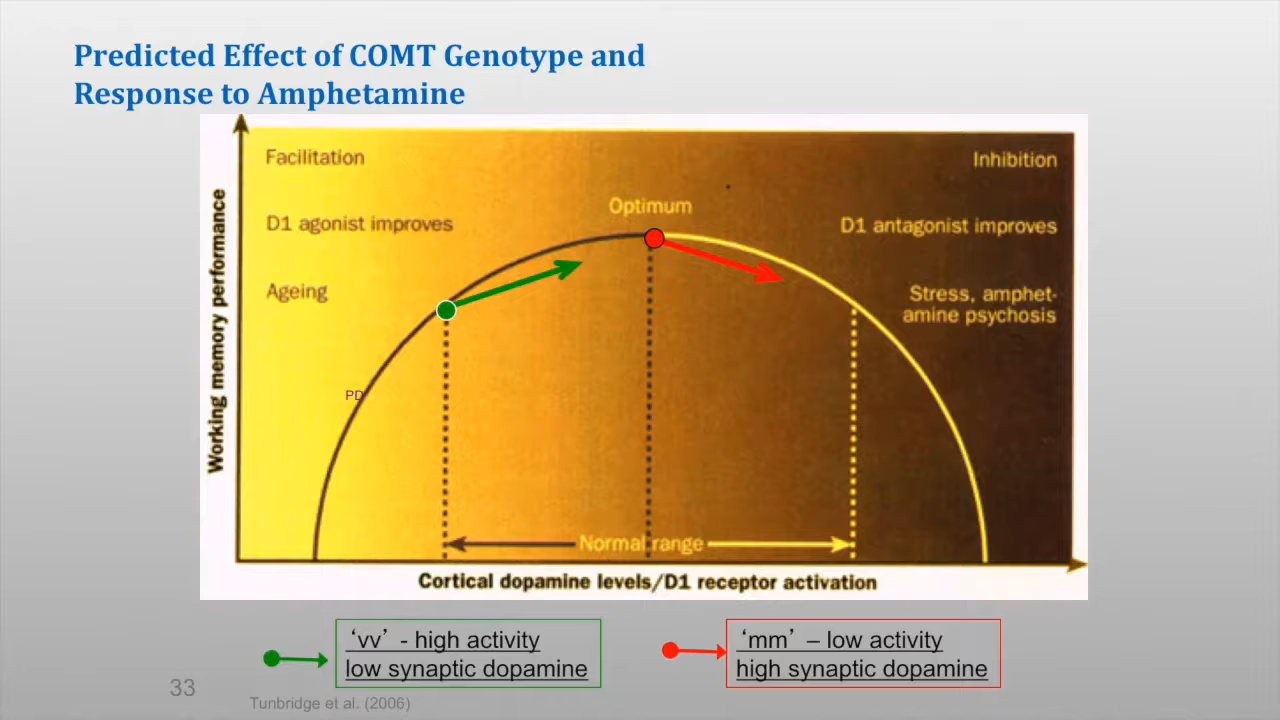 Predicted Effect of COMT Genotype and
Response to Amphetamine
Facilitation
Inhibition
Optimum
D1 agonist improves
D1 antagonist improves
Ageing
Stress, amphet-
amine psychosis
PD
Working memory performance
Normal range
Cortical dopamine levels/D1 receptor activation
‘vv’ - high activity
low synaptic dopamine
‘mm’ – low activity
high synaptic dopamine
33
Tunbridge et al. (2006)